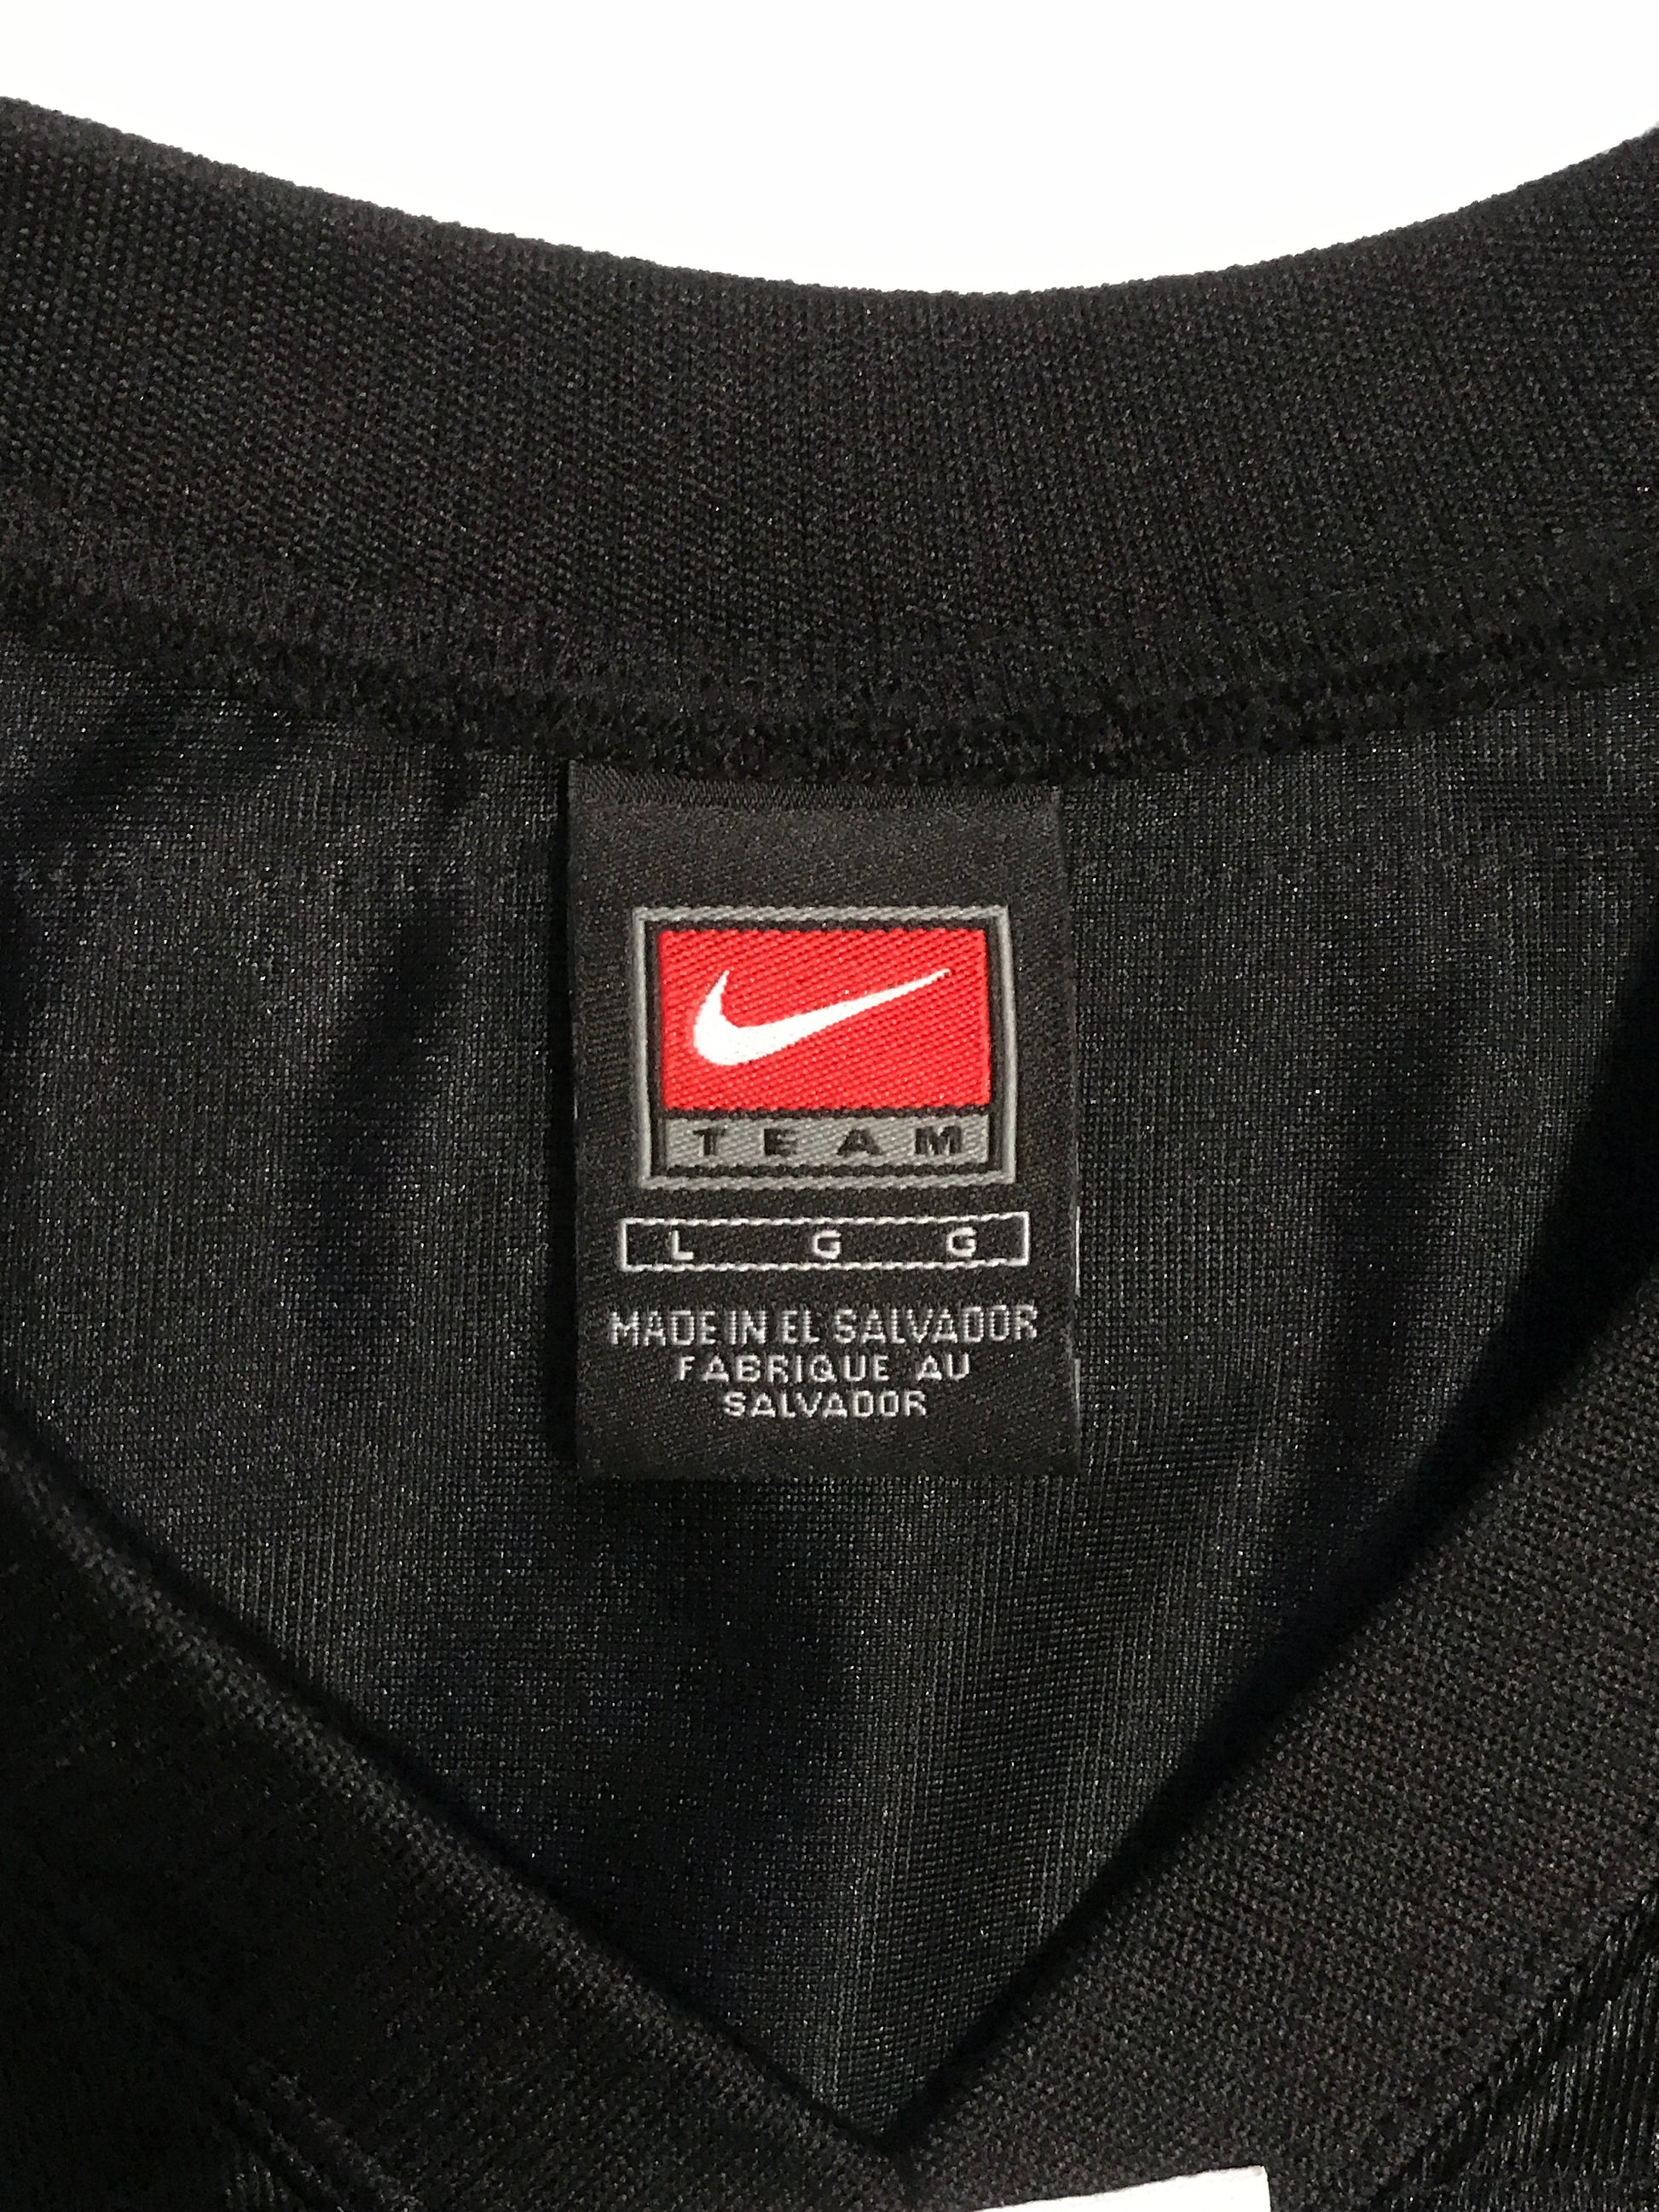 TEAM
L G G
MADE IN EL SALVADOR
FABRIQUE AU
SALVADOR